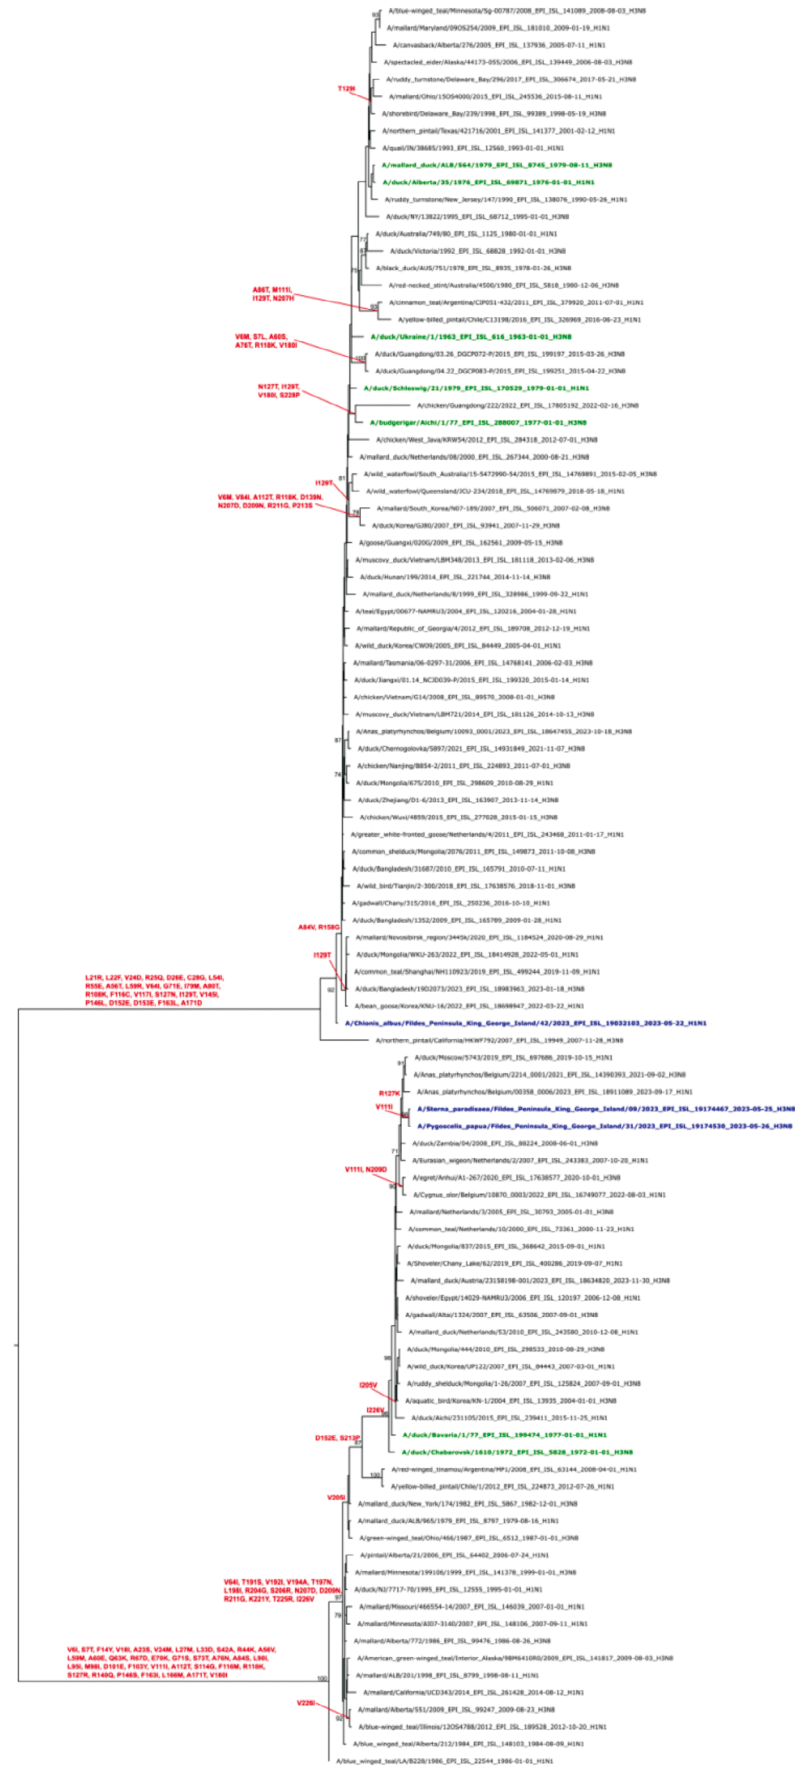 A/blue-winged_teal/Minnesota/Sg-00787/2008_EPI_ISL_141089_2008-08-03_H3N8
A/mallard/Maryland/09OS254/2009_EPI_ISL_181010_2009-01-19_H1N1
A/canvasback/Alberta/276/2005_EPI_ISL_137936_2005-07-11_H1N1
A/spectacled_eider/Alaska/44173-055/2006_EPI_ISL_139449_2006-08-03_H3N8
A/ruddy_turnstone/Delaware_Bay/296/2017_EPI_ISL_306674_2017-05-21_H3N8
T129I
A/mallard/Ohio/15OS4000/2015_EPI_ISL_245536_2015-08-11_H1N1
A/shorebird/Delaware_Bay/239/1998_EPI_ISL_99389_1998-05-19_H3N8
A/northern_pintail/Texas/421716/2001_EPI_ISL_141377_2001-02-12_H1N1
A/quail/IN/38685/1993_EPI_ISL_12560_1993-01-01_H1N1
A/mallard_duck/ALB/564/1979_EPI_ISL_8745_1979-08-11_H3N8
A/duck/Alberta/35/1976_EPI_ISL_69871_1976-01-01_H1N1
A/ruddy_turnstone/New_Jersey/147/1990_EPI_ISL_138076_1990-05-26_H1N1
A/duck/NY/13822/1995_EPI_ISL_68712_1995-01-01_H3N8
A/duck/Australia/749/80_EPI_ISL_1125_1980-01-01_H1N1
77
A/duck/Victoria/1992_EPI_ISL_68828_1992-01-01_H3N8
A/black_duck/AUS/751/1978_EPI_ISL_8935_1978-01-26_H3N8
75
A/red-necked_stint/Australia/4500/1980_EPI_ISL_5818_1980-12-06_H3N8
A86T, M111I,
I129T, N207H
A/cinnamon_teal/Argentina/CIP051-432/2011_EPI_ISL_379920_2011-07-01_H1N1
A/yellow-billed_pintail/Chile/C13198/2016_EPI_ISL_326969_2016-06-23_H1N1
V6M, S7L, A60S,
A76T, R118K, V180I
A/duck/Ukraine/1/1963_EPI_ISL_616_1963-01-01_H3N8
A/duck/Guangdong/03.26_DGCP072-P/2015_EPI_ISL_199197_2015-03-26_H3N8
A/duck/Guangdong/04.22_DGCP083-P/2015_EPI_ISL_199251_2015-04-22_H3N8
N127T, I129T,
V180I, S228P
A/duck/Schleswig/21/1979_EPI_ISL_170529_1979-01-01_H1N1
A/chicken/Guangdong/222/2022_EPI_ISL_17805192_2022-02-16_H3N8
A/budgerigar/Aichi/1/77_EPI_ISL_288007_1977-01-01_H3N8
A/chicken/West_Java/KRW54/2012_EPI_ISL_284318_2012-07-01_H3N8
A/mallard_duck/Netherlands/08/2000_EPI_ISL_267344_2000-08-21_H3N8
A/wild_waterfowl/South_Australia/15-5472990-54/2015_EPI_ISL_14769891_2015-02-05_H3N8
81
I129T
A/wild_waterfowl/Queensland/JCU-234/2018_EPI_ISL_14769879_2018-05-18_H1N1
V6M, V84I, A112T, R118K, D139N,
N207D, D209N, R211G, P213S
A/mallard/South_Korea/N07-189/2007_EPI_ISL_506071_2007-02-08_H3N8
A/duck/Korea/GJ80/2007_EPI_ISL_93941_2007-11-29_H3N8
A/goose/Guangxi/020G/2009_EPI_ISL_162561_2009-05-15_H3N8
A/muscovy_duck/Vietnam/LBM348/2013_EPI_ISL_181118_2013-02-06_H3N8
A/duck/Hunan/199/2014_EPI_ISL_221744_2014-11-14_H3N8
A/mallard_duck/Netherlands/8/1999_EPI_ISL_328986_1999-09-22_H1N1
A/teal/Egypt/00677-NAMRU3/2004_EPI_ISL_120216_2004-01-28_H1N1
A/mallard/Republic_of_Georgia/4/2012_EPI_ISL_189708_2012-12-19_H1N1
A/wild_duck/Korea/CW09/2005_EPI_ISL_84449_2005-04-01_H1N1
A/mallard/Tasmania/06-0297-31/2006_EPI_ISL_14768141_2006-02-03_H3N8
A/duck/Jiangxi/01.14_NCJD039-P/2015_EPI_ISL_199320_2015-01-14_H1N1
A/chicken/Vietnam/G14/2008_EPI_ISL_89570_2008-01-01_H3N8
A/muscovy_duck/Vietnam/LBM721/2014_EPI_ISL_181126_2014-10-13_H3N8
A/Anas_platyrhynchos/Belgium/10093_0001/2023_EPI_ISL_18647455_2023-10-18_H3N8
87
A/duck/Chernogolovka/5897/2021_EPI_ISL_14931849_2021-11-07_H3N8
A/chicken/Nanjing/B854-2/2011_EPI_ISL_224893_2011-07-01_H3N8
74
A/duck/Mongolia/675/2010_EPI_ISL_298609_2010-08-29_H1N1
A/duck/Zhejiang/D1-6/2013_EPI_ISL_163907_2013-11-14_H3N8
A/chicken/Wuxi/4859/2015_EPI_ISL_277028_2015-01-15_H3N8
A/greater_white-fronted_goose/Netherlands/4/2011_EPI_ISL_243468_2011-01-17_H1N1
A/common_shelduck/Mongolia/2076/2011_EPI_ISL_149873_2011-10-08_H3N8
A/duck/Bangladesh/31687/2010_EPI_ISL_165791_2010-07-11_H1N1
A/wild_bird/Tianjin/2-300/2018_EPI_ISL_17638576_2018-11-01_H3N8
A/gadwall/Chany/315/2016_EPI_ISL_250236_2016-10-10_H1N1
A/duck/Bangladesh/1352/2009_EPI_ISL_165789_2009-01-28_H1N1
A84V, R158G
A/mallard/Novosibirsk_region/3445k/2020_EPI_ISL_1184524_2020-08-29_H1N1
I129T
A/duck/Mongolia/WKU-263/2022_EPI_ISL_18414928_2022-05-01_H1N1
A/common_teal/Shanghai/NH110923/2019_EPI_ISL_499244_2019-11-09_H1N1
L21R, L22F, V24D, R25Q, D26E, C28G, L54I,
R55E, A56T, L59R, V64I, G71E, I79M, A80T,
R108K, F116C, V117I, S127N, I129T, V145I,
P146L, D152E, D153E, F163L, A171D
A/duck/Bangladesh/19D2073/2023_EPI_ISL_18983963_2023-01-18_H3N8
92
A/bean_goose/Korea/KNU-16/2022_EPI_ISL_18698947_2022-03-22_H1N1
A/Chionis_albus/Fildes_Peninsula_King_George_Island/42/2023_EPI_ISL_19032103_2023-05-22_H1N1
A/northern_pintail/California/HKWF792/2007_EPI_ISL_19949_2007-11-28_H3N8
A/duck/Moscow/5743/2019_EPI_ISL_697686_2019-10-15_H1N1
91
A/Anas_platyrhynchos/Belgium/2214_0001/2021_EPI_ISL_14390393_2021-09-02_H3N8
R127K
A/Anas_platyrhynchos/Belgium/00358_0006/2023_EPI_ISL_18911089_2023-09-17_H1N1
V111I
A/Sterna_paradisaea/Fildes_Peninsula_King_George_Island/09/2023_EPI_ISL_19174467_2023-05-25_H3N8
A/Pygoscelis_papua/Fildes_Peninsula_King_George_Island/31/2023_EPI_ISL_19174530_2023-05-26_H3N8
A/duck/Zambia/04/2008_EPI_ISL_80224_2008-06-01_H3N8
71
A/Eurasian_wigeon/Netherlands/2/2007_EPI_ISL_243383_2007-10-20_H1N1
V111I, N209D
A/egret/Anhui/A1-267/2020_EPI_ISL_17638577_2020-10-01_H3N8
A/Cygnus_olor/Belgium/10870_0003/2022_EPI_ISL_16749077_2022-08-03_H1N1
A/mallard/Netherlands/3/2005_EPI_ISL_30793_2005-01-01_H3N8
A/common_teal/Netherlands/10/2000_EPI_ISL_73361_2000-11-23_H1N1
A/duck/Mongolia/837/2015_EPI_ISL_368642_2015-09-01_H1N1
A/Shoveler/Chany_Lake/62/2019_EPI_ISL_400286_2019-09-07_H1N1
A/mallard_duck/Austria/23158198-001/2023_EPI_ISL_18634820_2023-11-30_H3N8
A/shoveler/Egypt/14029-NAMRU3/2006_EPI_ISL_120197_2006-12-08_H1N1
A/gadwall/Altai/1324/2007_EPI_ISL_63506_2007-09-01_H3N8
A/mallard_duck/Netherlands/53/2010_EPI_ISL_243580_2010-12-08_H1N1
A/duck/Mongolia/444/2010_EPI_ISL_298533_2010-08-29_H3N8
98
A/wild_duck/Korea/UP122/2007_EPI_ISL_84443_2007-03-01_H1N1
I205V
A/ruddy_shelduck/Mongolia/1-26/2007_EPI_ISL_125824_2007-09-01_H3N8
A/aquatic_bird/Korea/KN-1/2004_EPI_ISL_13935_2004-01-01_H3N8
I226V
A/duck/Aichi/231105/2015_EPI_ISL_239411_2015-11-25_H1N1
D152E, S213P
A/duck/Bavaria/1/77_EPI_ISL_199474_1977-01-01_H1N1
A/duck/Chabarovsk/1610/1972_EPI_ISL_5828_1972-01-01_H3N8
A/red-winged_tinamou/Argentina/MP1/2008_EPI_ISL_63144_2008-04-01_H1N1
100
A/yellow-billed_pintail/Chile/1/2012_EPI_ISL_224873_2012-07-26_H1N1
V205I
A/mallard_duck/New_York/174/1982_EPI_ISL_5867_1982-12-01_H3N8
A/mallard_duck/ALB/965/1979_EPI_ISL_8797_1979-08-16_H1N1
A/green-winged_teal/Ohio/466/1987_EPI_ISL_6512_1987-01-01_H3N8
A/pintail/Alberta/21/2006_EPI_ISL_64402_2006-07-24_H1N1
V64I, T191S, V192I, V194A, T197N,
L198I, R204G, S206R, N207D, D209N,
R211G, K221Y, T225R, I226V
A/mallard/Minnesota/199106/1999_EPI_ISL_141378_1999-01-01_H3N8
97
A/duck/NJ/7717-70/1995_EPI_ISL_12555_1995-01-01_H1N1
A/mallard/Missouri/466554-14/2007_EPI_ISL_146039_2007-01-01_H1N1
79
A/mallard/Minnesota/AI07-3140/2007_EPI_ISL_148106_2007-09-11_H1N1
A/mallard/Alberta/772/1986_EPI_ISL_99476_1986-08-26_H3N8
V6I, E7T, F14Y, V18I, A23S, V24M, L27M, L33D, S42A, R44K, A56V,
L59M, A60E, Q63K, R67D, E70K, G71S, S73T, A76N, A84S, L90I,
L95I, M98I, D101E, F103Y, V111I, A112T, S114G, F116M, R118K,
S127R, R140Q, P146S, F163I, L166M, A171T, V180I
A/American_green-winged_teal/Interior_Alaska/9BM6410R0/2009_EPI_ISL_141817_2009-08-03_H3N8
A/mallard/ALB/201/1998_EPI_ISL_8799_1998-08-11_H1N1
100
A/mallard/California/UCD343/2014_EPI_ISL_261428_2014-08-12_H1N1
V226I
A/mallard/Alberta/551/2009_EPI_ISL_99247_2009-08-23_H3N8
92
A/blue-winged_teal/Illinois/12OS4788/2012_EPI_ISL_189528_2012-10-20_H1N1
A/blue_winged_teal/Alberta/212/1984_EPI_ISL_148103_1984-08-09_H1N1
A/blue_winged_teal/LA/B228/1986_EPI_ISL_22544_1986-01-01_H1N1